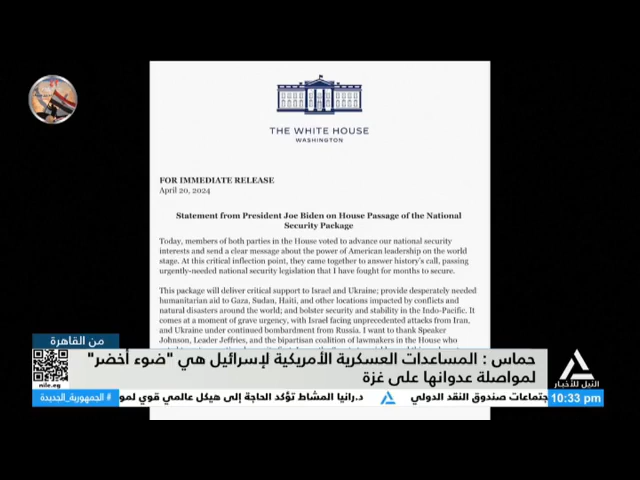 THE WHITE HOUSE
WASHINGTON
FOR IMMEDIATE RELEASE
April 20, 2024
Statement from President Joe Biden on House Passage of the National
Security Package
Today, members of both parties in the House voted to advance our national security
interests and send a clear message about the power of American leadership on the world
stage. At this critical inflection point, they came together to answer history's call, passing
urgently-needed national security legislation that I have fought for months to secure.
This package will deliver critical support to Israel and Ukraine; provide desperately needed
humanitarian aid to Gaza, Sudan, Haiti, and other locations impacted by conflicts and
natural disasters around the world; and bolster security and stability in the Indo-Pacific. It
comes at a moment of grave urgency, with Israel facing unprecedented attacks from Iran,
and Ukraine under continued bombardment from Russia. I want to thank Speaker
Johnson, Leader Jeffries, and the bipartisan coalition of lawmakers in the House who
من القاهرة
حماس : المساعدات العسكرية الأمريكية لإسرائيل هي "ضوء أخضر"
لمواصلة عدوانها على غزة
nile.eg
النيل للأخبار
10:33 pm
جتماعات صندوق النقد الدولي
د.رانيا المشاط تؤكد الحاجة إلى هيكل عالمي قوي لمو
#الجمهورية_الجديدة